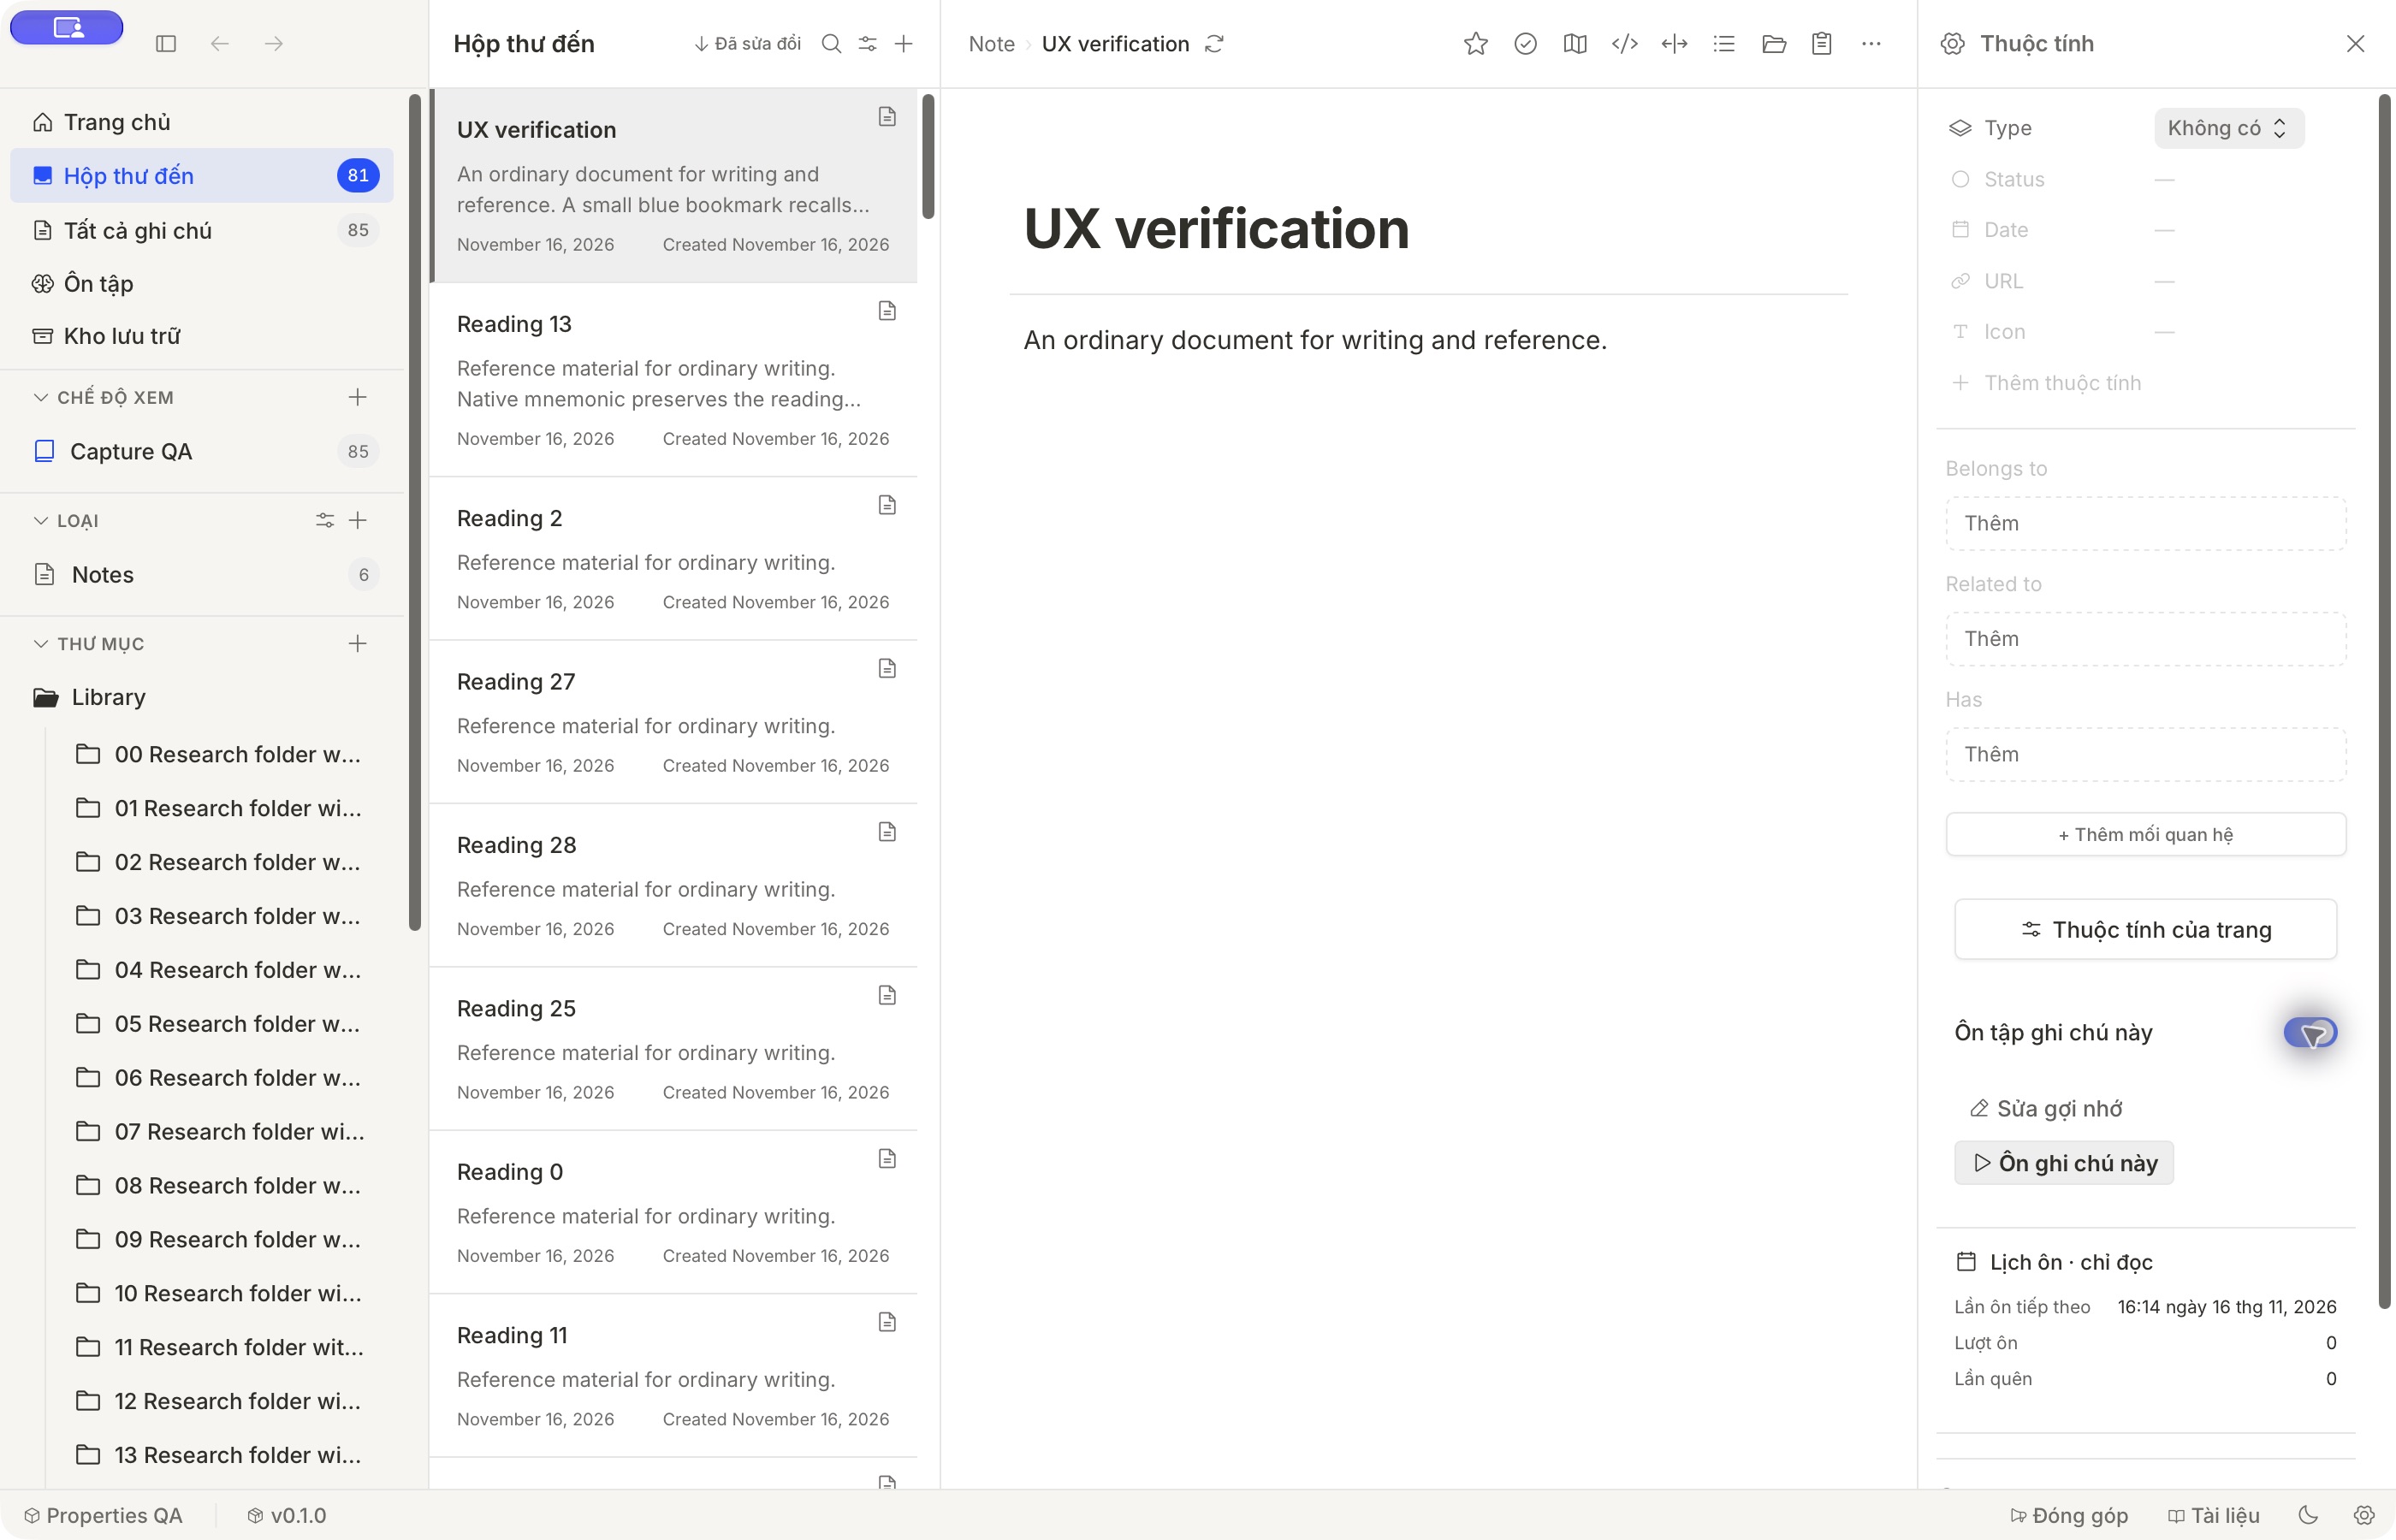 Trang chủ
Hộp thư đến
81
Tất cả ghi chú
85
Ôn tập
Kho lưu trữ
CHẾ ĐỘ XEM
Capture QA
85
LOẠI
Notes
6
THƯ MỤC
Library
00 Research folder w...
01 Research folder wi...
02 Research folder w...
03 Research folder w...
04 Research folder w...
05 Research folder w...
06 Research folder w...
07 Research folder wi...
08 Research folder w...
09 Research folder w...
10 Research folder wi...
11 Research folder wit...
12 Research folder wi...
13 Research folder wi...
Hộp thư đến
Đã sửa đổi
UX verification
An ordinary document for writing and
reference. A small blue bookmark recalls...
November 16, 2026 Created November 16, 2026
Reading 13
Reference material for ordinary writing.
Native mnemonic preserves the reading...
November 16, 2026 Created November 16, 2026
Reading 2
Reference material for ordinary writing.
November 16, 2026 Created November 16, 2026
Reading 27
Reference material for ordinary writing.
November 16, 2026 Created November 16, 2026
Reading 28
Reference material for ordinary writing.
November 16, 2026 Created November 16, 2026
Reading 25
Reference material for ordinary writing.
November 16, 2026 Created November 16, 2026
Reading 0
Reference material for ordinary writing.
November 16, 2026 Created November 16, 2026
Reading 11
Reference material for ordinary writing.
November 16, 2026 Created November 16, 2026
Note › UX verification
UX verification
An ordinary document for writing and reference.
Thuộc tính
Type Không có
Status —
Date —
URL —
Icon —
Thêm thuộc tính
Belongs to
Thêm
Related to
Thêm
Has
Thêm
+ Thêm mối quan hệ
Thuộc tính của trang
Ôn tập ghi chú này
Sửa gợi nhớ
Ôn ghi chú này
Lịch ôn · chỉ đọc
Lần ôn tiếp theo 16:14 ngày 16 thg 11, 2026
Lượt ôn 0
Lần quên 0
Properties QA
v0.1.0
Đóng góp
Tài liệu